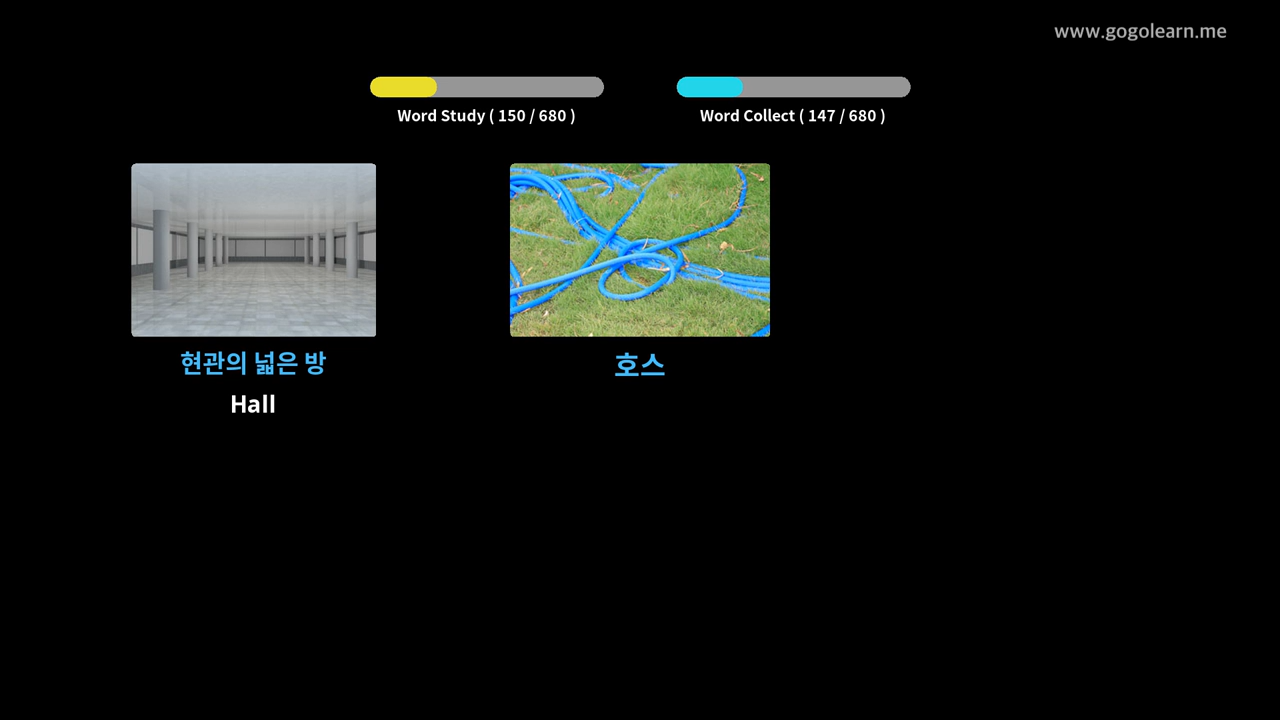 www.gogolearn.me
Word Study ( 150 / 680 )
Word Collect ( 147 / 680 )
현관의 넓은 방
Hall
호스